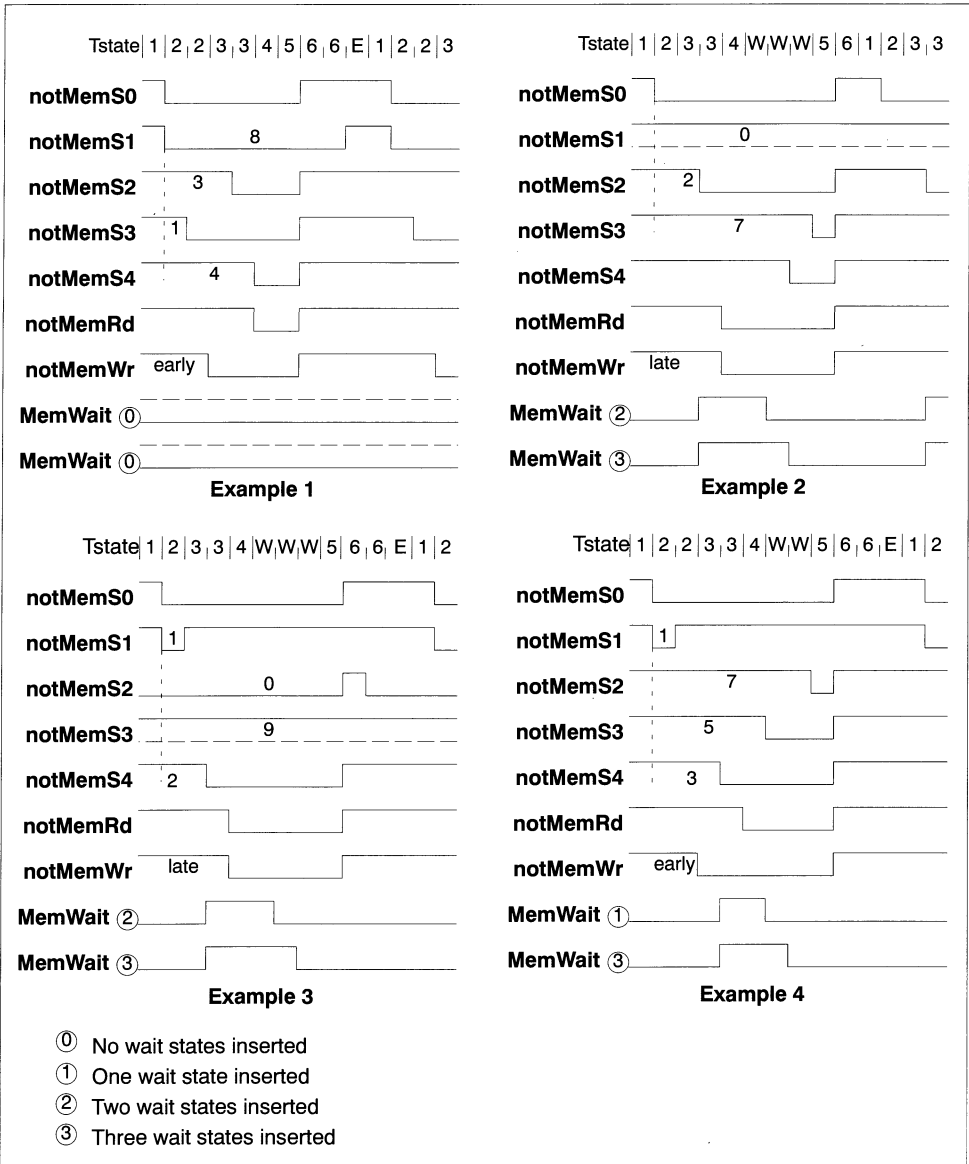 Tstate 1 2 2 3 3 4 5 6 6 E 1 2 2 3
notMemS0
notMemS1 8
notMemS2 3
notMemS3 1
notMemS4 4
notMemRd
notMemWr early
MemWait ⓪
MemWait ⓪
Example 1
Tstate 1 2 3 3 4 W W W 5 6 1 2 3 3
notMemS0
notMemS1 0
notMemS2 2
notMemS3 7
notMemS4
notMemRd
notMemWr late
MemWait ②
MemWait ③
Example 2
Tstate 1 2 3 3 4 W W W 5 6 6 E 1 2
notMemS0
notMemS1 1
notMemS2 0
notMemS3 9
notMemS4 2
notMemRd
notMemWr late
MemWait ②
MemWait ③
Example 3
Tstate 1 2 2 3 3 4 W W 5 6 6 E 1 2
notMemS0
notMemS1 1
notMemS2 7
notMemS3 5
notMemS4 3
notMemRd
notMemWr early
MemWait ①
MemWait ③
Example 4
⓪ No wait states inserted
① One wait state inserted
② Two wait states inserted
③ Three wait states inserted